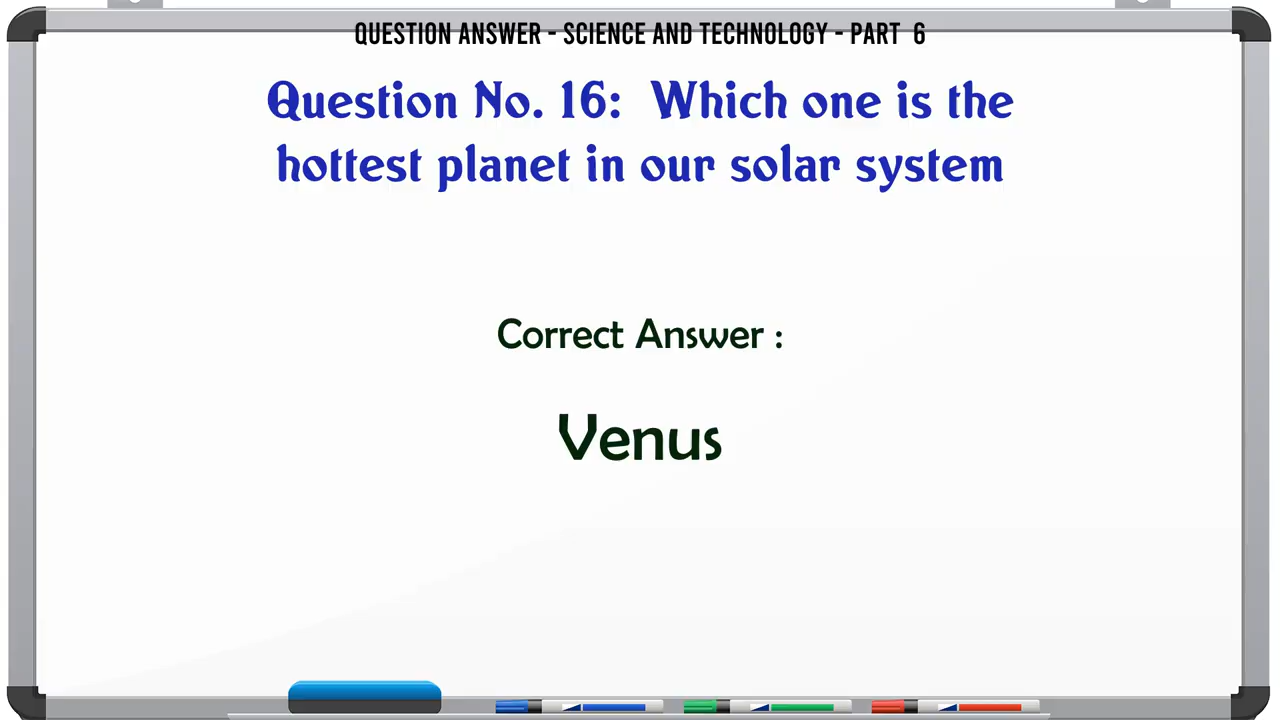 QUESTION ANSWER - SCIENCE AND TECHNOLOGY - PART 6
Question No. 16: Which one is the
hottest planet in our solar system
Correct Answer :
Venus